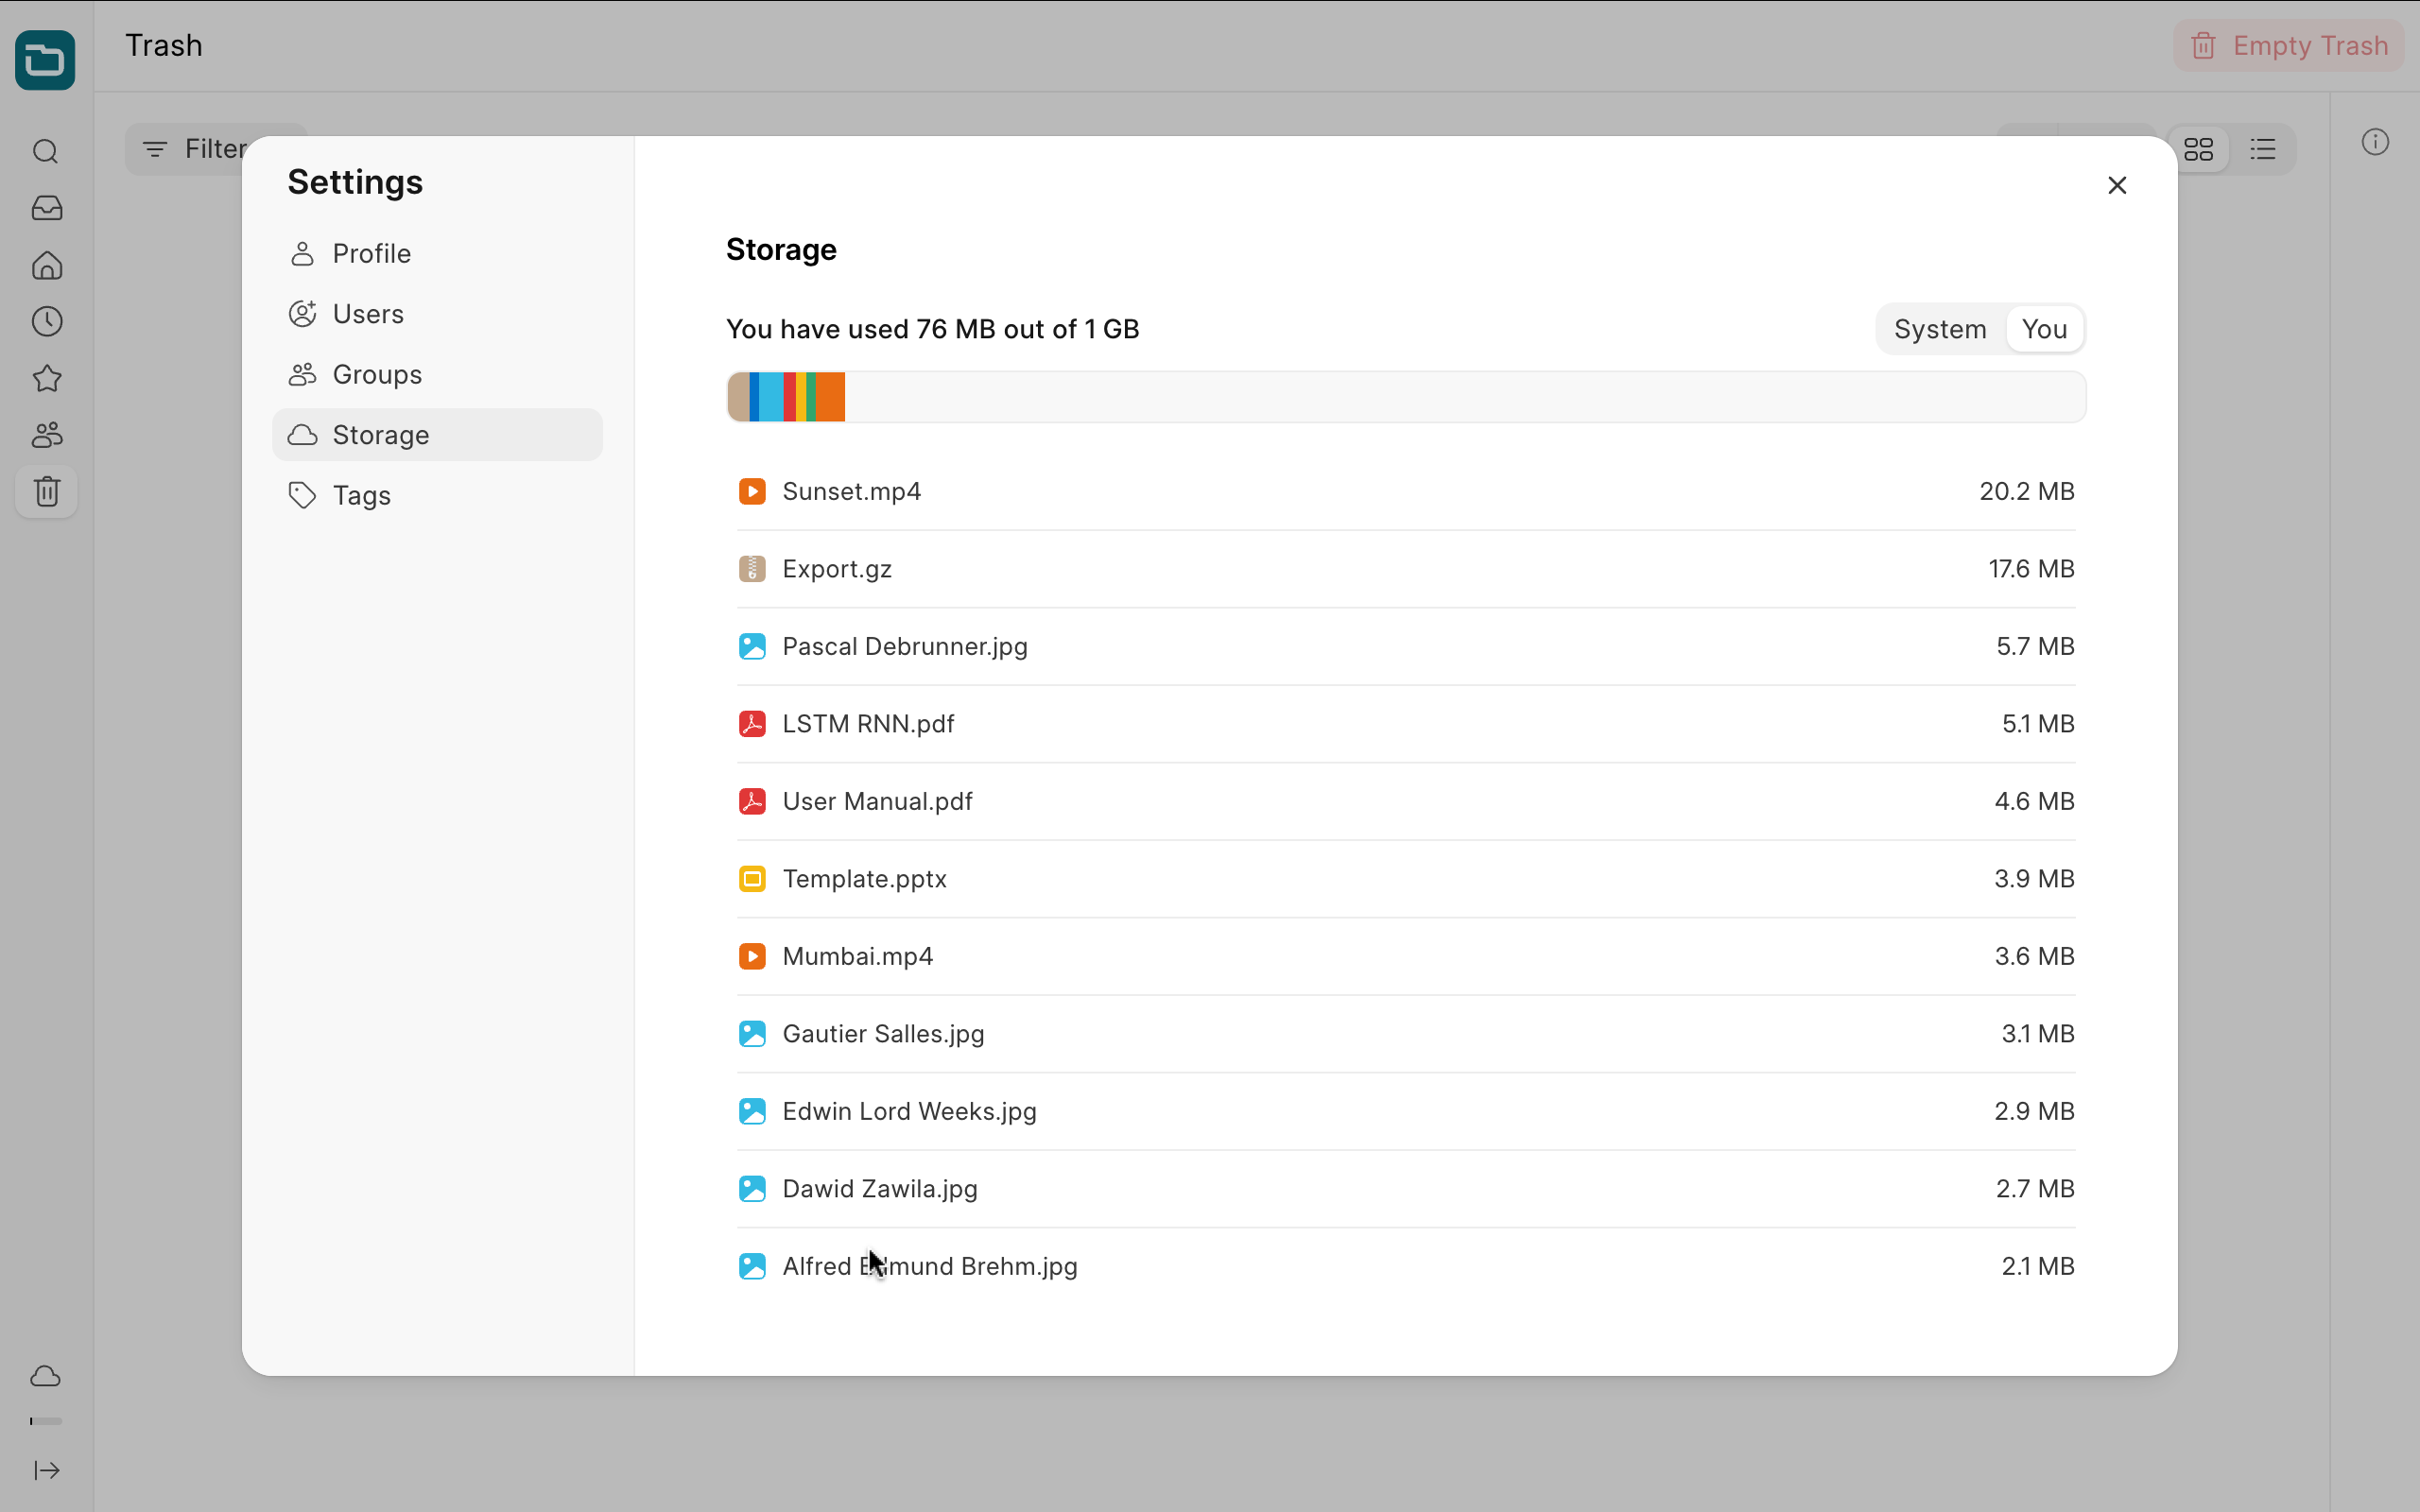 Trash
Empty Trash
Filter
Settings
Profile
Users
Groups
Storage
Tags
Storage
You have used 76 MB out of 1 GB
System You
Sunset.mp4 20.2 MB
Export.gz 17.6 MB
Pascal Debrunner.jpg 5.7 MB
LSTM RNN.pdf 5.1 MB
User Manual.pdf 4.6 MB
Template.pptx 3.9 MB
Mumbai.mp4 3.6 MB
Gautier Salles.jpg 3.1 MB
Edwin Lord Weeks.jpg 2.9 MB
Dawid Zawila.jpg 2.7 MB
Alfred Edmund Brehm.jpg 2.1 MB